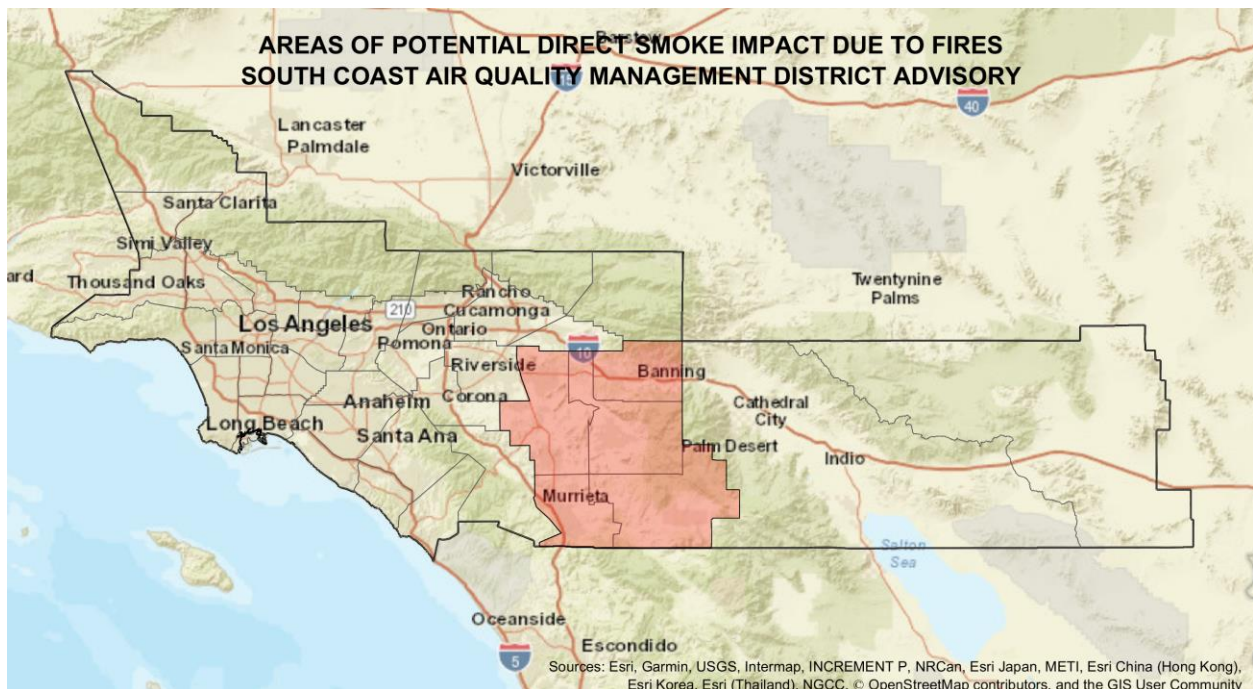 AREAS OF POTENTIAL DIRECT SMOKE IMPACT DUE TO FIRES
Barstow
SOUTH COAST AIR QUALITY MANAGEMENT DISTRICT ADVISORY
15
40
Lancaster
Palmdale
Victorville
Santa Clarita
Simi Valley
ard
Thousand Oaks
Twentynine
Palms
Rancho
Cucamonga
210
Los Angeles
Ontario
Pomona
Santa Monica
10
Riverside
Banning
Corona
Anaheim
Cathedral
City
Long Beach
Santa Ana
Palm Desert
Indio
Murrieta
Salton
Sea
Oceanside
Escondido
5
Sources: Esri, Garmin, USGS, Intermap, INCREMENT P, NRCan, Esri Japan, METI, Esri China (Hong Kong),
Esri Korea, Esri (Thailand), NGCC, © OpenStreetMap contributors, and the GIS User Community